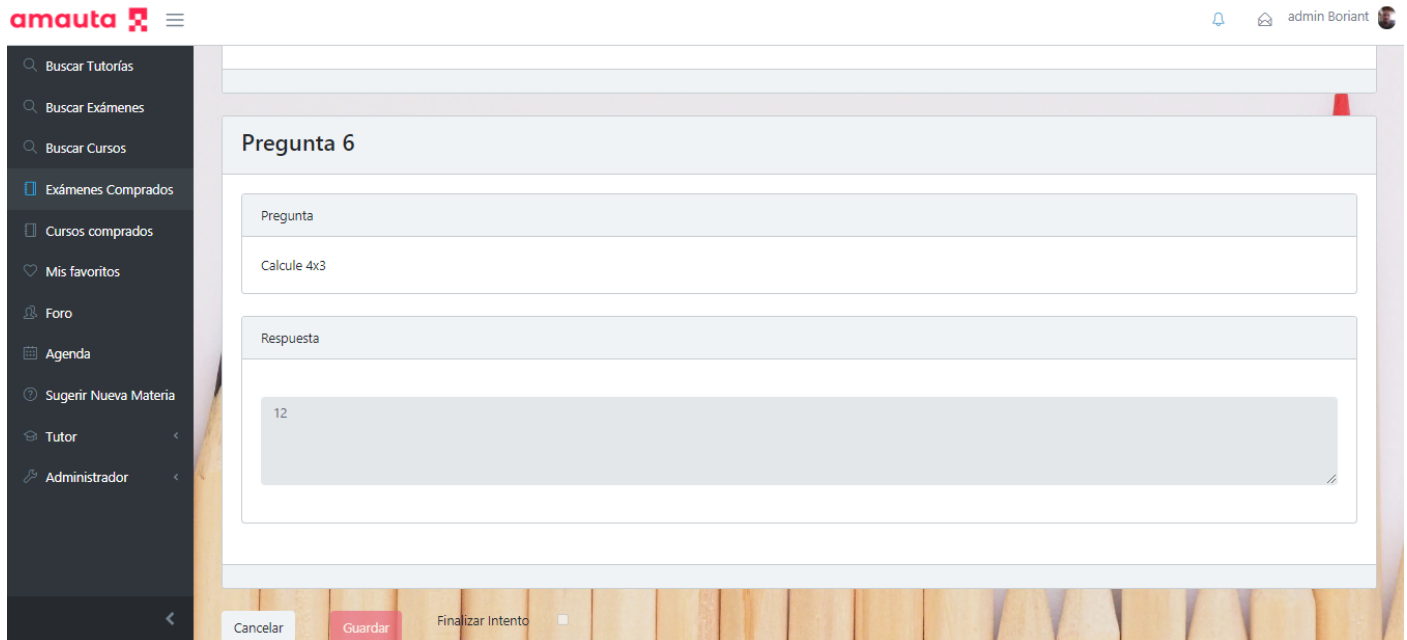 amauta
admin Boriant
Buscar Tutorías
Buscar Exámenes
Buscar Cursos
Exámenes Comprados
Cursos comprados
Mis favoritos
Foro
Agenda
Sugerir Nueva Materia
Tutor
Administrador
Pregunta 6
Pregunta
Calcule 4x3
Respuesta
12
Cancelar
Guardar
Finalizar Intento